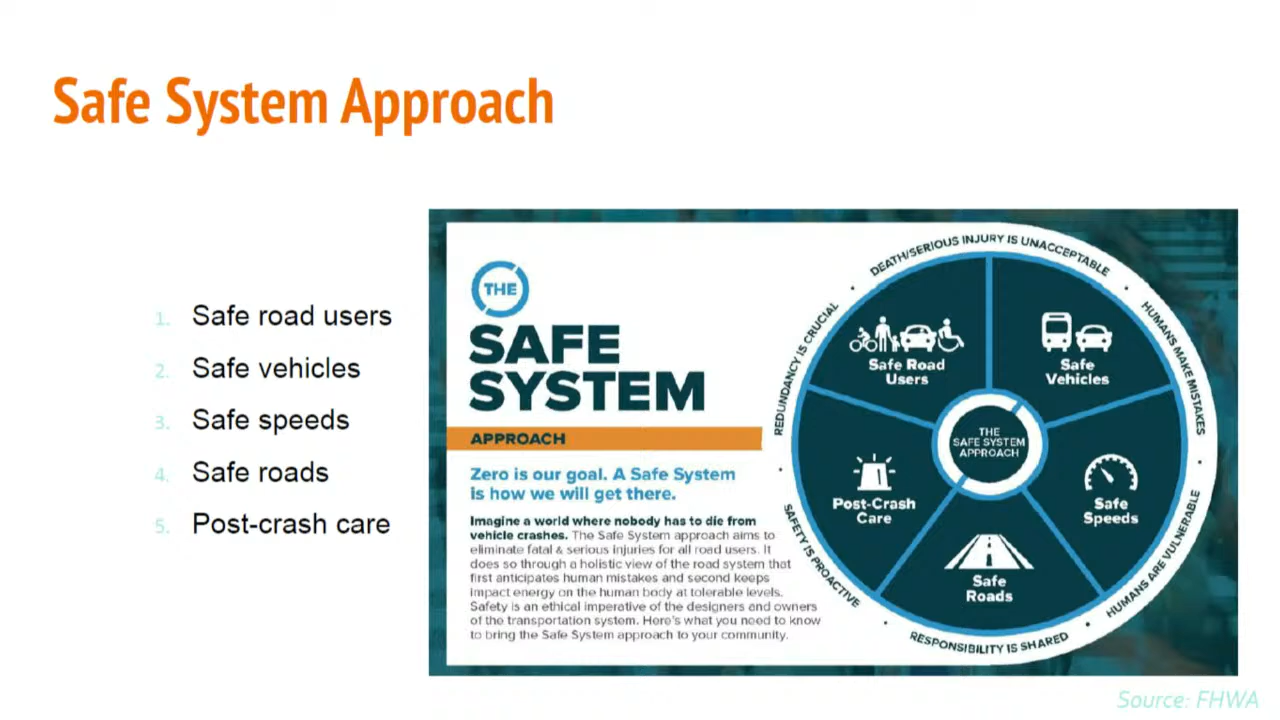 Safe System Approach
1. Safe road users
2. Safe vehicles
3. Safe speeds
4. Safe roads
5. Post-crash care
THE
SAFE
SYSTEM
APPROACH
Zero is our goal. A Safe System
is how we will get there.
Imagine a world where nobody has to die from
vehicle crashes. The Safe System approach aims to
eliminate fatal & serious injuries for all road users. It
does so through a holistic view of the road system that
first anticipates human mistakes and second keeps
impact energy on the human body at tolerable levels.
Safety is an ethical imperative of the designers and owners
of the transportation system. Here's what you need to know
to bring the Safe System approach to your community.
DEATH/SERIOUS INJURY IS UNACCEPTABLE
HUMANS MAKE MISTAKES
HUMANS ARE VULNERABLE
RESPONSIBILITY IS SHARED
SAFETY IS PROACTIVE
REDUNDANCY IS CRUCIAL
Safe Road
Users
Safe
Vehicles
Safe
Speeds
Safe
Roads
Post-Crash
Care
THE
SAFE SYSTEM
APPROACH
Source: FHWA